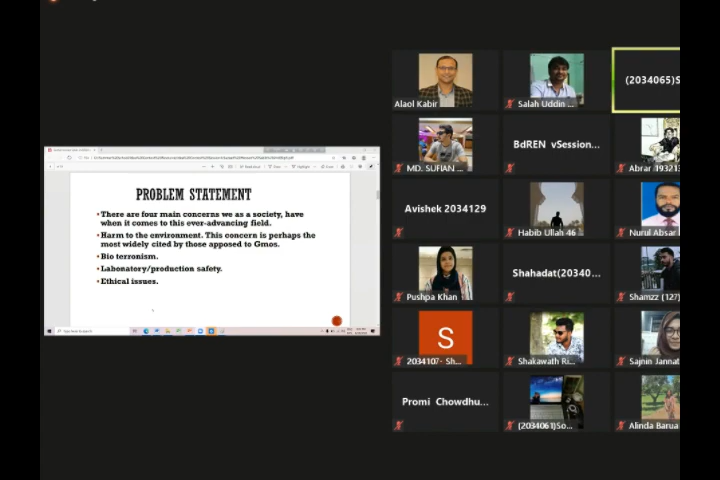 PROBLEM STATEMENT
• There are four main concerns we as a society, have
when it comes to this ever-advancing field.
• Harm to the environment. This concern is perhaps the
most widely cited by those apposed to Gmos.
• Bio terronism.
• Labonatory/production safety.
• Ethical issues.
Alaol Kabir
Salah Uddin ...
(2034065)S
MD. SUFIAN ...
BdREN vSession...
Abrar 193213
Avishek 2034129
Habib Ullah 46
Nurul Absar
Pushpa Khan
Shahadat(20340...
Shamzz (127)
S
2034107- Sh...
Shakawath Ri...
Sajnin Jannat
Promi Chowdhu...
(2034061)So...
Alinda Barua